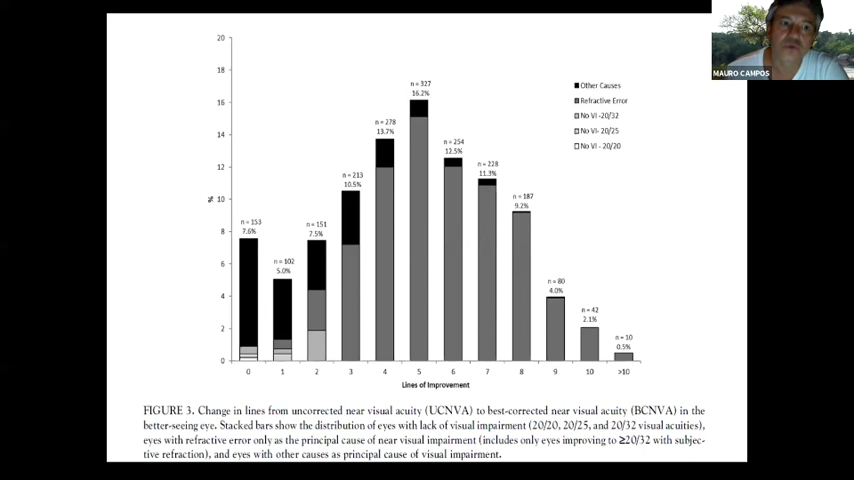 MAURO CAMPOS
20
18
16
14
12
10
8
6
4
2
0
%
n = 153
7.6%
n = 102
5.0%
n = 151
7.5%
n = 213
10.5%
n = 278
13.7%
n = 327
16.2%
n = 254
12.5%
n = 228
11.3%
n = 187
9.2%
n = 80
4.0%
n = 42
2.1%
n = 10
0.5%
Other Causes
Refractive Error
No VI -20/32
No VI- 20/25
No VI - 20/20
0 1 2 3 4 5 6 7 8 9 10 >10
Lines of Improvement
FIGURE 3. Change in lines from uncorrected near visual acuity (UCNVA) to best-corrected near visual acuity (BCNVA) in the
better-seeing eye. Stacked bars show the distribution of eyes with lack of visual impairment (20/20, 20/25, and 20/32 visual acuities),
eyes with refractive error only as the principal cause of near visual impairment (includes only eyes improving to ≥20/32 with subjec-
tive refraction), and eyes with other causes as principal cause of visual impairment.